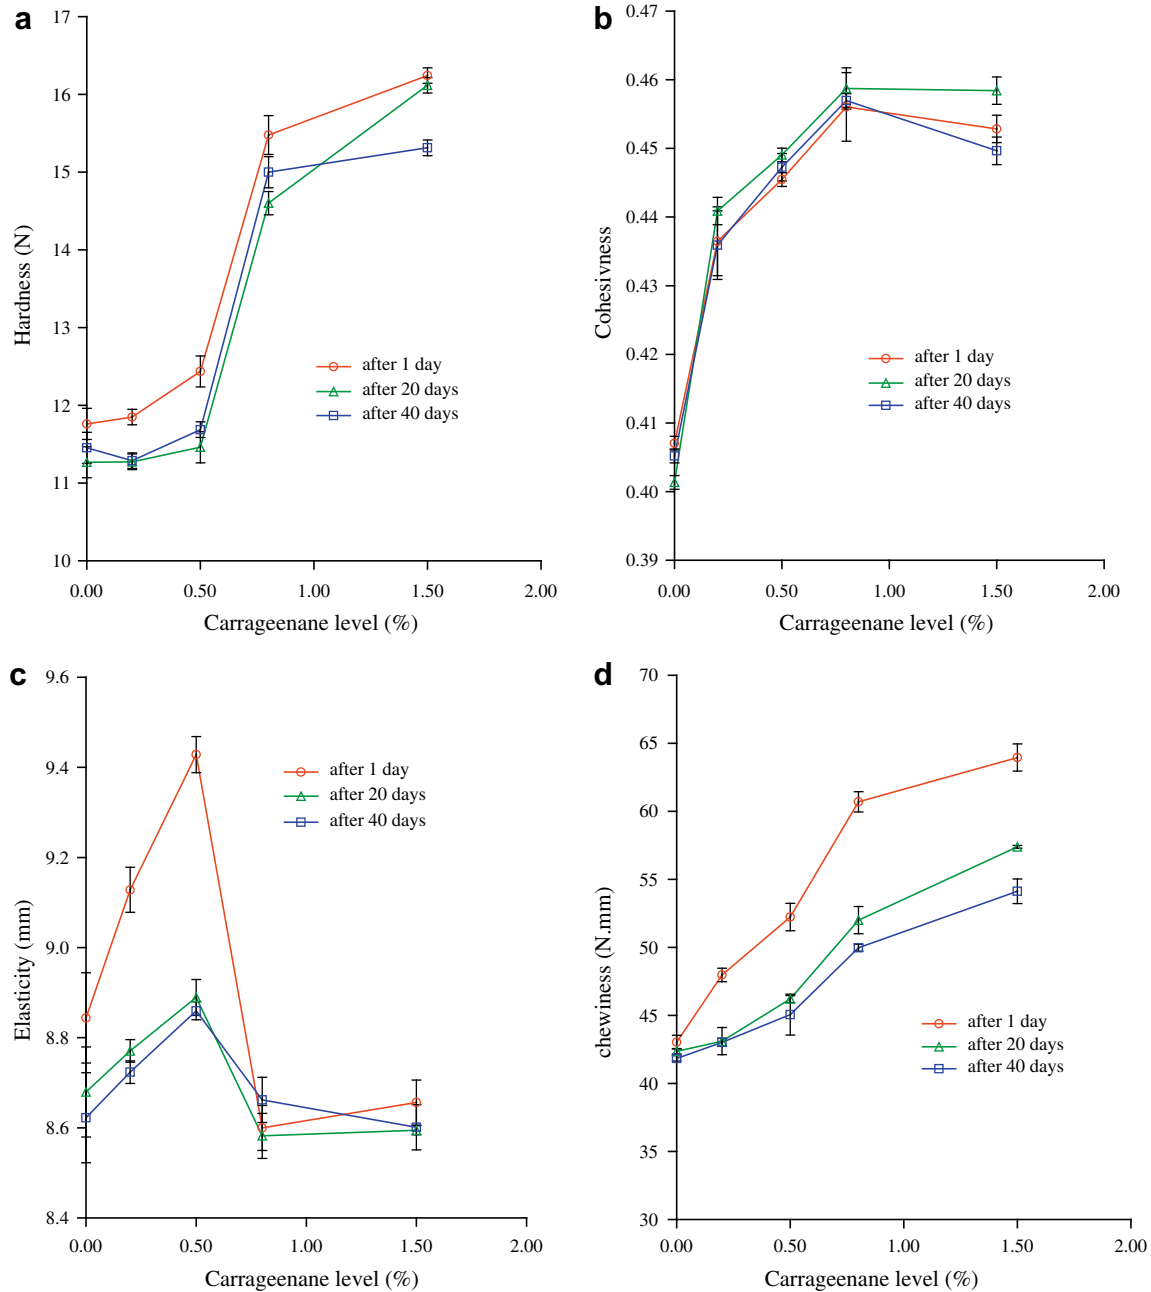 a
17
16
15
14
13
12
11
10
Hardness (N)
after 1 day
after 20 days
after 40 days
0.00 0.50 1.00 1.50 2.00
Carrageenane level (%)
b
0.47
0.46
0.45
0.44
0.43
0.42
0.41
0.40
0.39
Cohesivness
after 1 day
after 20 days
after 40 days
0.00 0.50 1.00 1.50 2.00
Carrageenane level (%)
c
9.6
9.4
9.2
9.0
8.8
8.6
8.4
Elasticity (mm)
after 1 day
after 20 days
after 40 days
0.00 0.50 1.00 1.50 2.00
Carrageenane level (%)
d
70
65
60
55
50
45
40
35
30
chewiness (N.mm)
after 1 day
after 20 days
after 40 days
0.00 0.50 1.00 1.50 2.00
Carrageenane level (%)